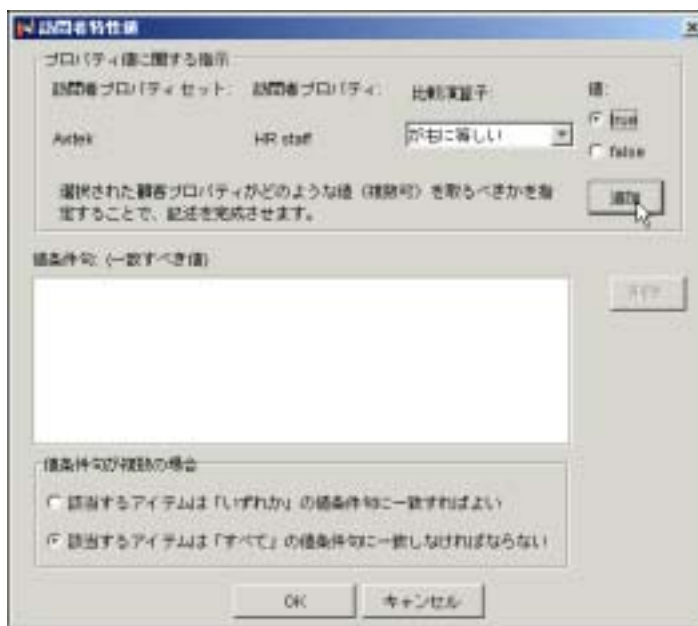 訪問者特性値
プロパティ値に関する指示
訪問者プロパティ セット: 訪問者プロパティ: 比較演算子: 値:
Avitek HR staff が右に等しい true
false
選択された顧客プロパティがどのような値（複数可）を取るべきかを指
定することで、記述を完成させます。
追加
値条件句: (一致すべき値)
値条件句が複数の場合
該当するアイテムは「いずれか」の値条件句に一致すればよい
該当するアイテムは「すべて」の値条件句に一致しなければならない
OK キャンセル